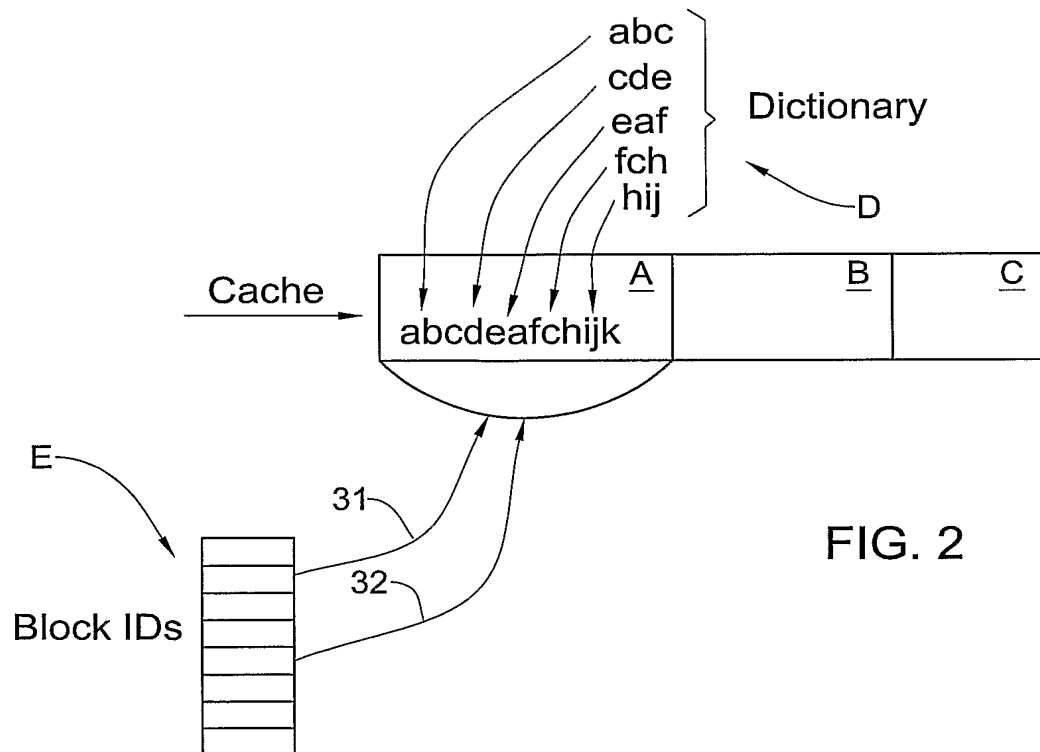 abc
cde
eaf
fch
hij
Dictionary
D
Cache
A
B
C
abcdeafchijk
E
31
32
FIG. 2
Block IDs